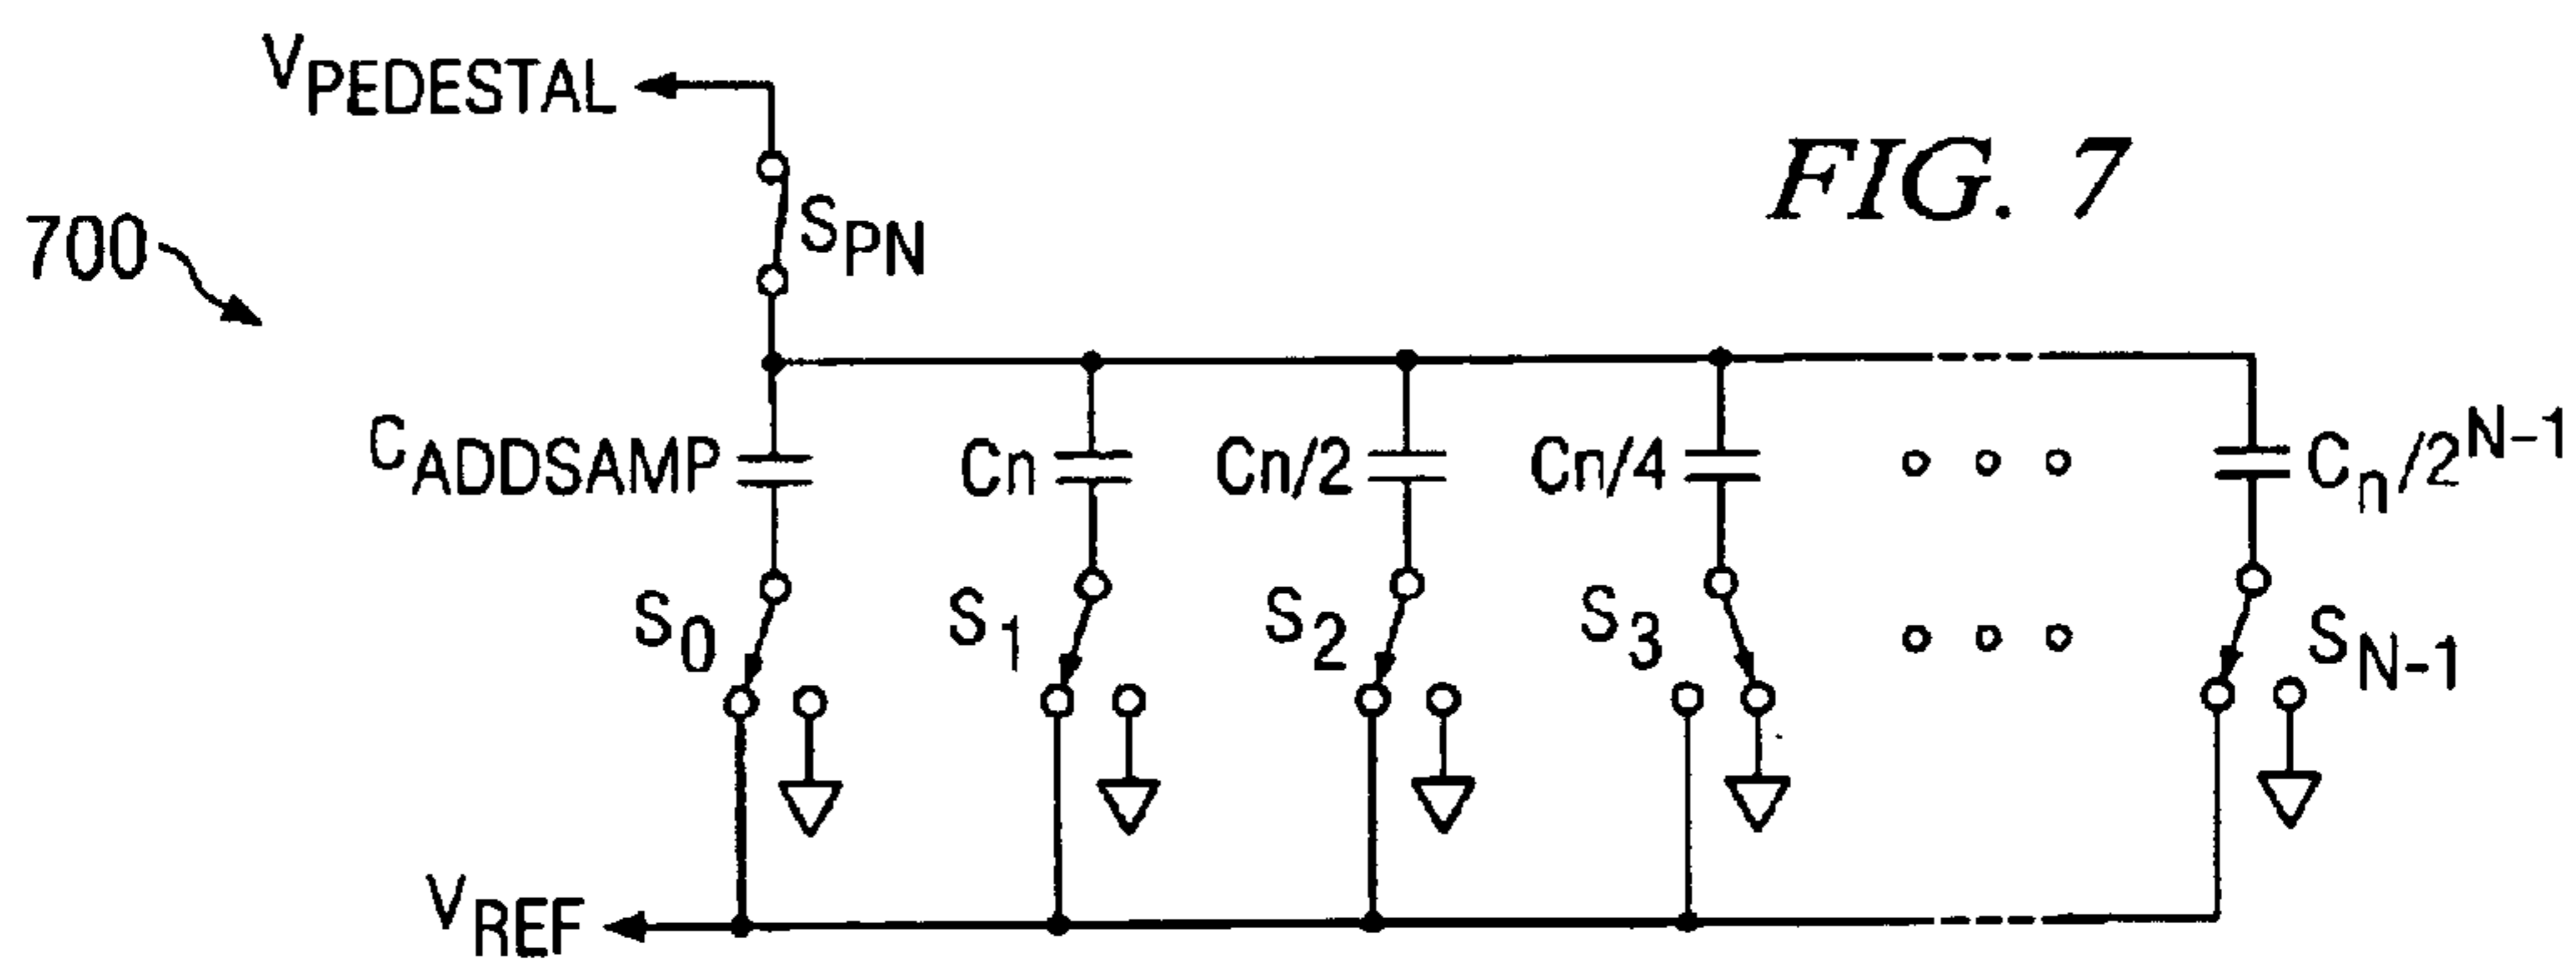 VPEDESTAL
FIG. 7
700
SPN
CADDSAMP
Cn
Cn/2
Cn/4
Cn/2^N-1
S0
S1
S2
S3
SN-1
VREF